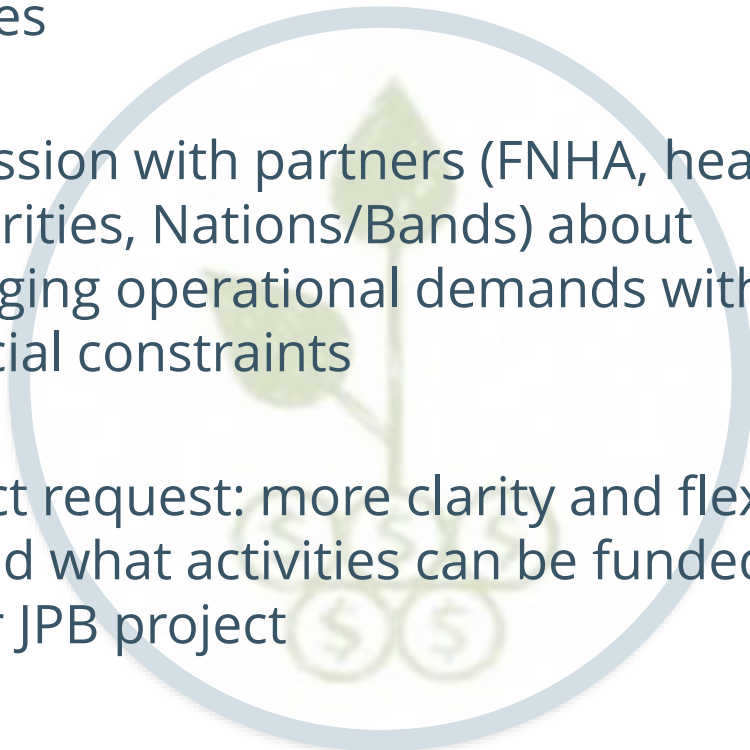 es
ssion with partners (FNHA, hea
rities, Nations/Bands) about
ging operational demands with
cial constraints
ct request: more clarity and flex
d what activities can be funded
r JPB project
$ $ $
$ $